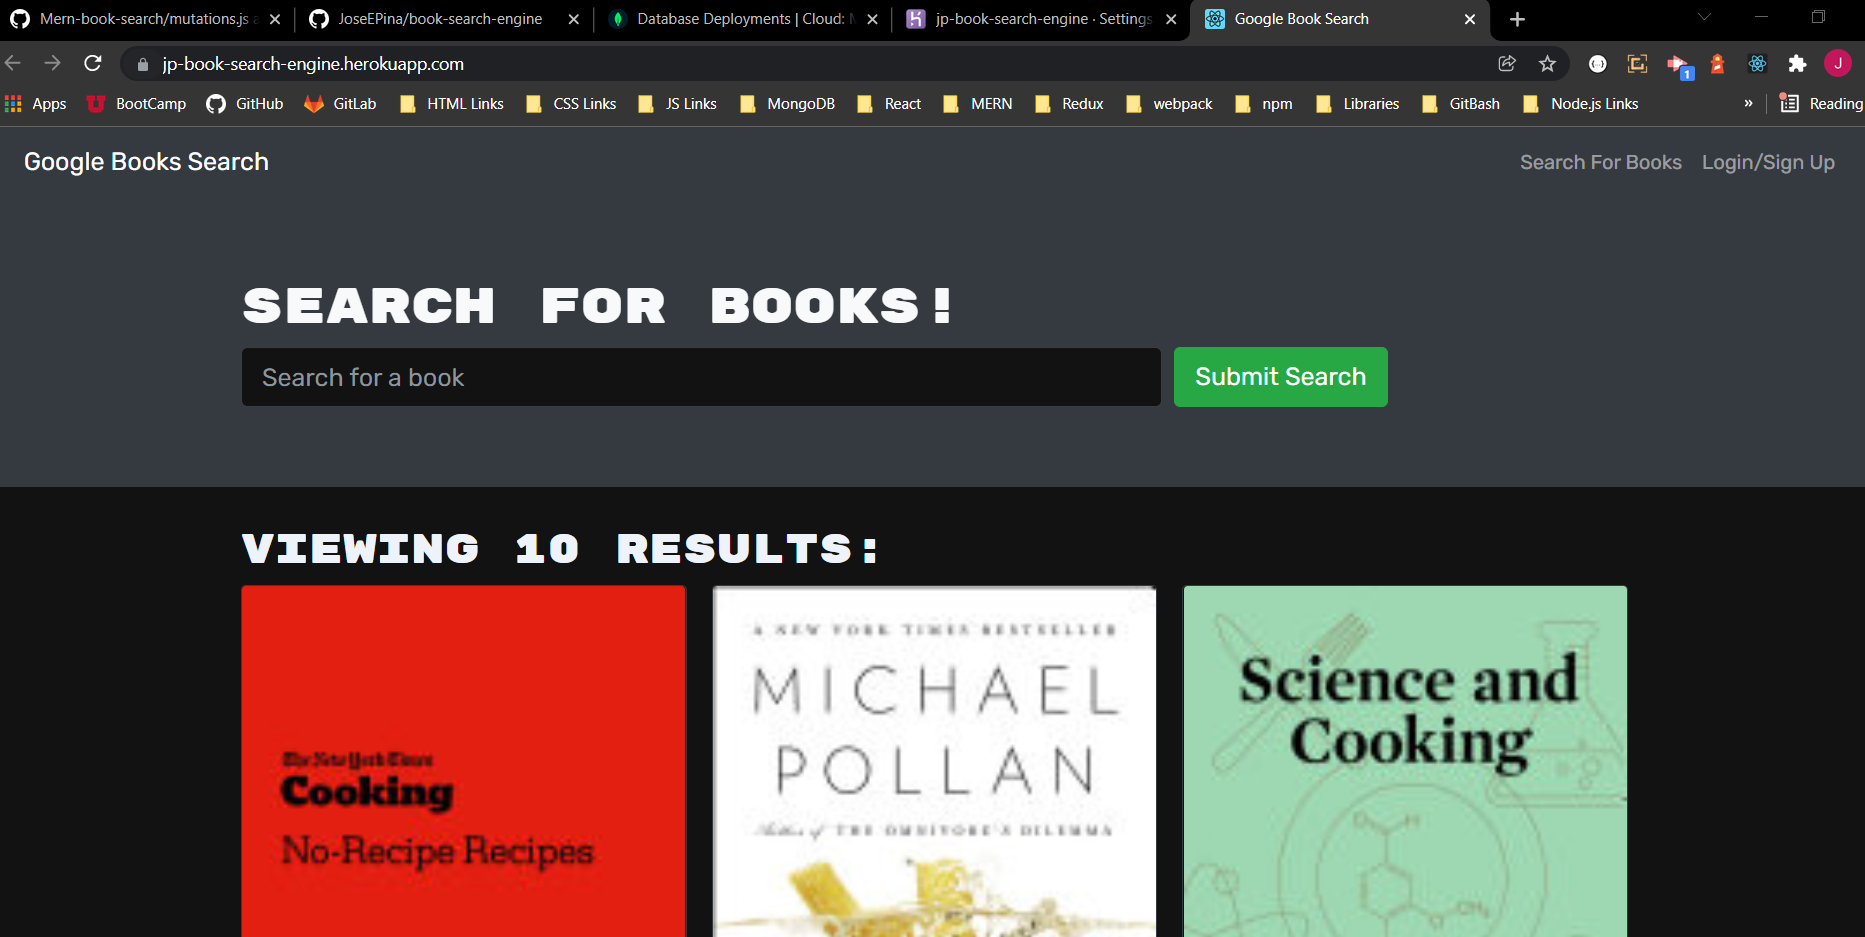 Mern-book-search/mutations.js a
JoseEPina/book-search-engine
Database Deployments | Cloud: M
jp-book-search-engine · Settings
Google Book Search
jp-book-search-engine.herokuapp.com
1
J
Apps BootCamp GitHub GitLab HTML Links CSS Links JS Links MongoDB React MERN Redux webpack npm Libraries GitBash Node.js Links » Reading
Google Books Search
Search For Books Login/Sign Up
SEARCH FOR BOOKS!
Search for a book
Submit Search
VIEWING 10 RESULTS:
The New York Times
Cooking
No-Recipe Recipes
A NEW YORK TIMES BESTSELLER
MICHAEL
POLLAN
Author of THE OMNIVORE'S DILEMMA
Science and
Cooking
O H
O CH₃